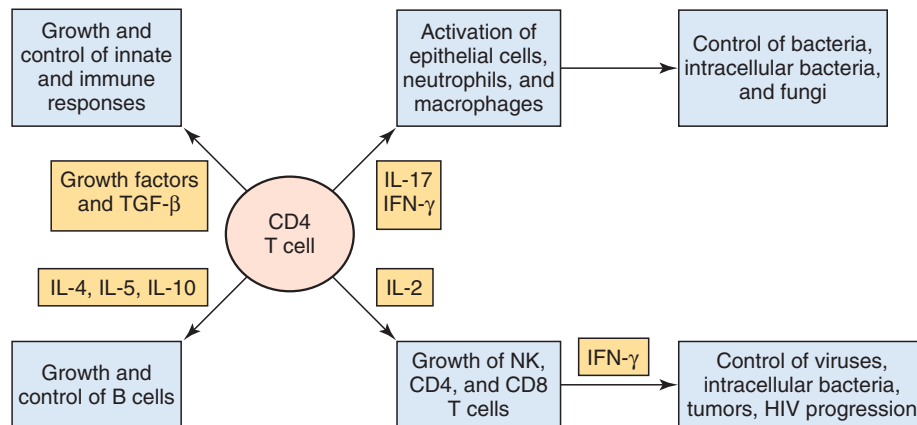 Growth and
control of innate
and immune
responses
Activation of
epithelial cells,
neutrophils, and
macrophages
Control of bacteria,
intracellular bacteria,
and fungi
Growth factors
and TGF-β
IL-17
IFN-γ
CD4
T cell
IL-4, IL-5, IL-10
IL-2
Growth and
control of B cells
Growth of NK,
CD4, and CD8
T cells
IFN-γ
Control of viruses,
intracellular bacteria,
tumors, HIV progression